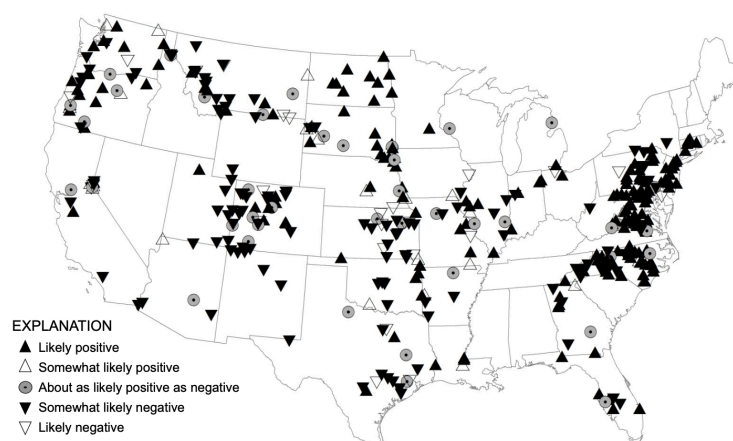 EXPLANATION
Likely positive
Somewhat likely positive
About as likely positive as negative
Somewhat likely negative
Likely negative